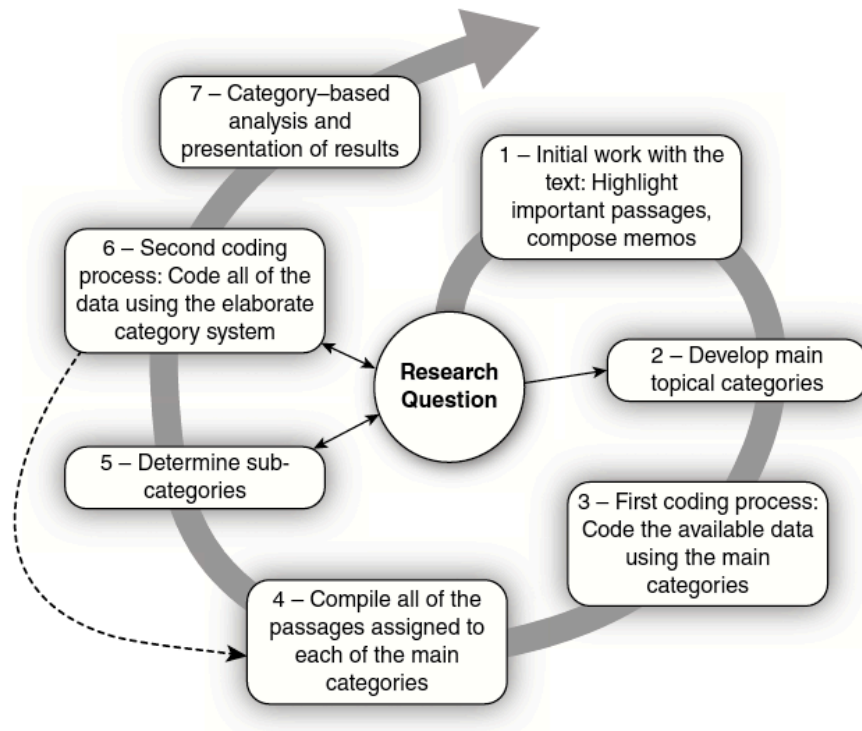 7 – Category–based
analysis and
presentation of results
1 – Initial work with the
text: Highlight
important passages,
compose memos
6 – Second coding
process: Code all of the
data using the elaborate
category system
Research
Question
2 – Develop main
topical categories
5 – Determine sub-
categories
3 – First coding process:
Code the available data
using the main
categories
4 – Compile all of the
passages assigned to
each of the main
categories